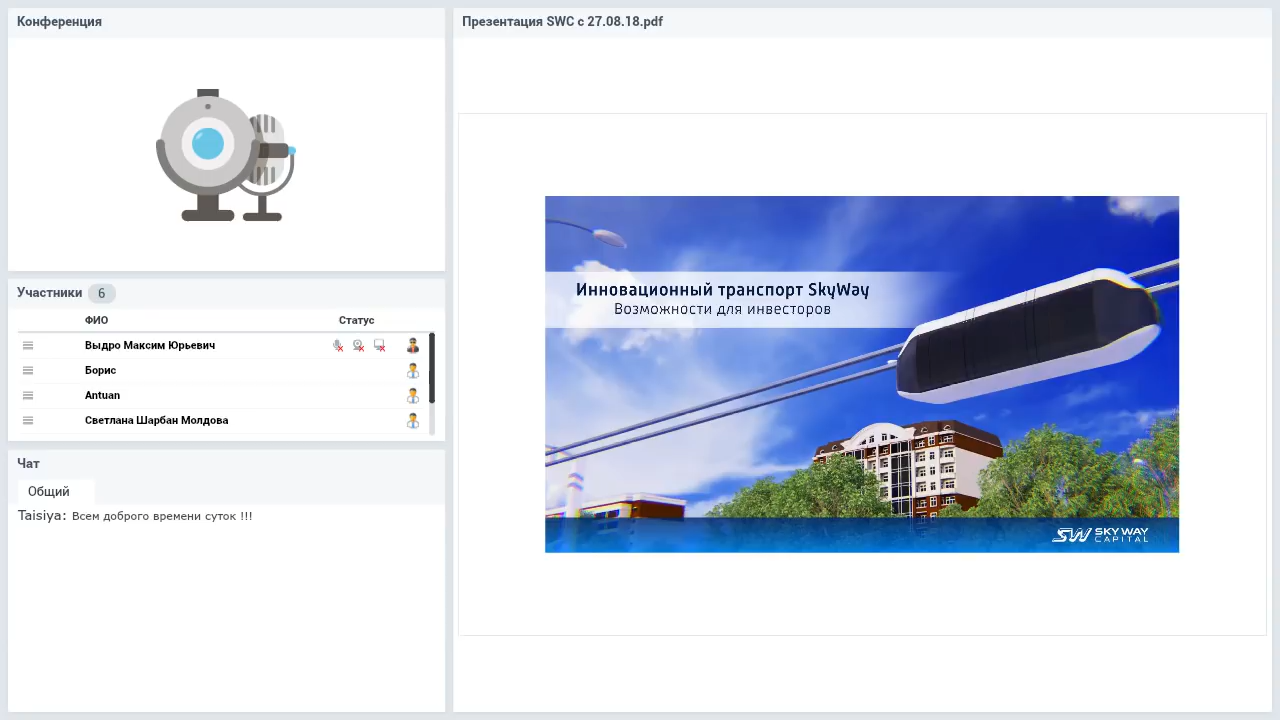 Конференция
Участники 6
ФИО Статус
Выдро Максим Юрьевич
Борис
Antuan
Светлана Шарбан Молдова
Чат
Общий
Taisiya: Всем доброго времени суток !!!
Презентация SWC с 27.08.18.pdf
Инновационный транспорт SkyWay
Возможности для инвесторов
SW SKY WAY
CAPITAL